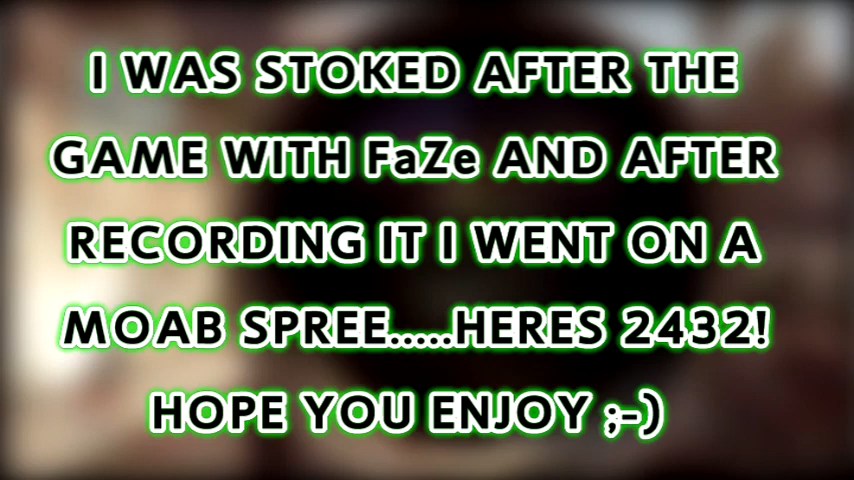 I WAS STOKED AFTER THE
GAME WITH FaZe AND AFTER
RECORDING IT I WENT ON A
MOAB SPREE.....HERES 2432!
HOPE YOU ENJOY ;-)